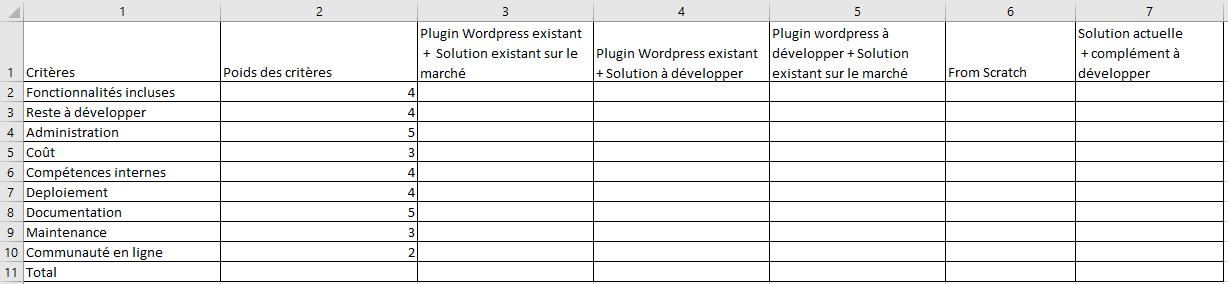 1 2 3 4 5 6 7
1 Critères Poids des critères Plugin Wordpress existant + Solution existant sur le marché Plugin Wordpress existant + Solution à développer Plugin wordpress à développer + Solution existant sur le marché From Scratch Solution actuelle + complément à développer
2 Fonctionnalités incluses 4
3 Reste à développer 4
4 Administration 5
5 Coût 3
6 Compétences internes 4
7 Deploiement 4
8 Documentation 5
9 Maintenance 3
10 Communauté en ligne 2
11 Total